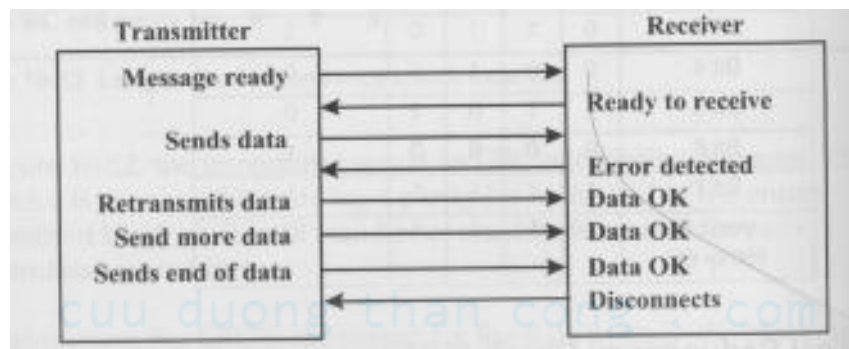 Transmitter
Receiver
Message ready
Ready to receive
Sends data
Error detected
Retransmits data
Data OK
Send more data
Data OK
Sends end of data
Data OK
Disconnects
cuu duong than cong . com